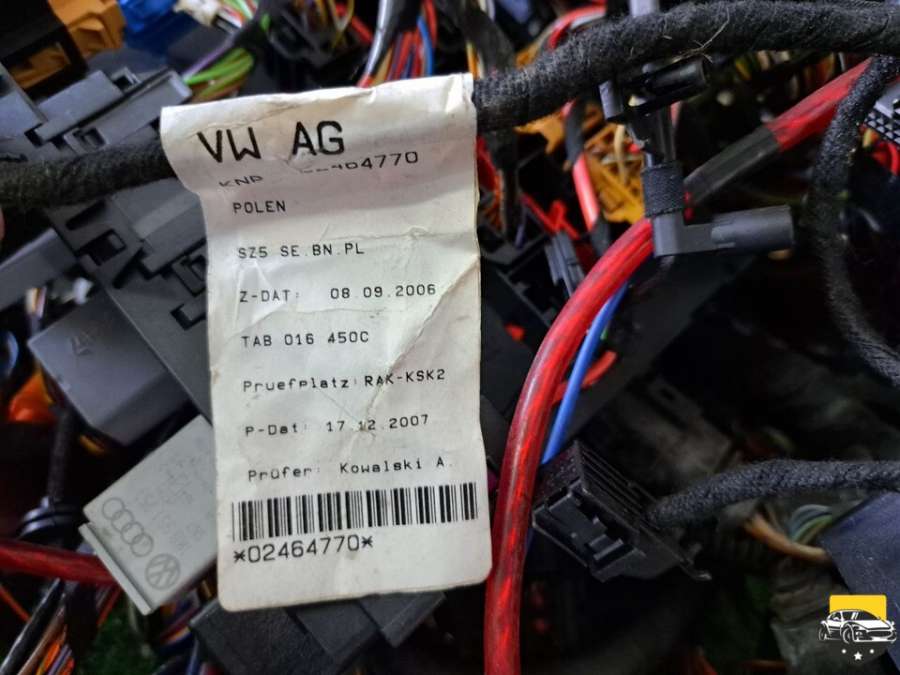 VW AG
KNR 02464770
POLEN
SZ5 SE.BN.PL
Z-DAT: 08.09.2006
TAB 016 450C
Pruefplatz: RAK-KSK2
P-Dat: 17.12.2007
Prüfer: Kowalski A.
*02464770*